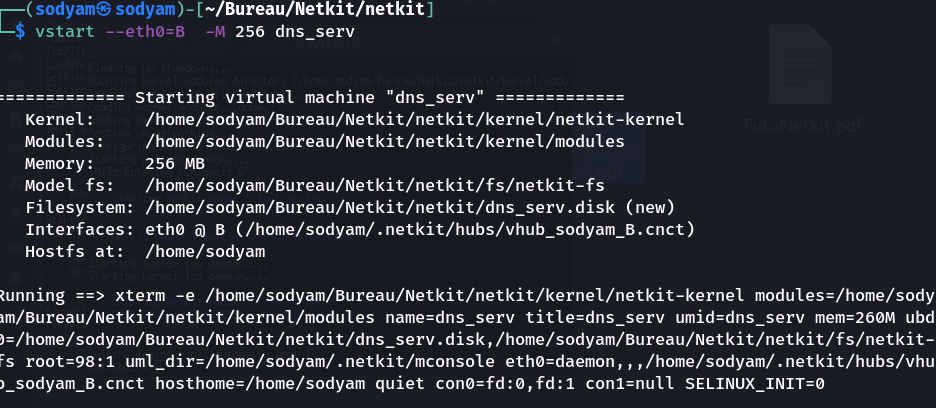 ┌──(sodyam㉿sodyam)-[~/Bureau/Netkit/netkit]
└─$ vstart --eth0=B  -M 256 dns_serv
============ Starting virtual machine "dns_serv" =============
Kernel:     /home/sodyam/Bureau/Netkit/netkit/kernel/netkit-kernel
Modules:    /home/sodyam/Bureau/Netkit/netkit/kernel/modules
Memory:     256 MB
Model fs:   /home/sodyam/Bureau/Netkit/netkit/fs/netkit-fs
Filesystem: /home/sodyam/Bureau/Netkit/netkit/dns_serv.disk (new)
Interfaces: eth0 @ B (/home/sodyam/.netkit/hubs/vhub_sodyam_B.cnct)
Hostfs at:  /home/sodyam
Running ==> xterm -e /home/sodyam/Bureau/Netkit/netkit/kernel/netkit-kernel modules=/home/sody
am/Bureau/Netkit/netkit/kernel/modules name=dns_serv title=dns_serv umid=dns_serv mem=260M ubd
0=/home/sodyam/Bureau/Netkit/netkit/dns_serv.disk,/home/sodyam/Bureau/Netkit/netkit/fs/netkit-
fs root=98:1 uml_dir=/home/sodyam/.netkit/mconsole eth0=daemon,,,/home/sodyam/.netkit/hubs/vhu
b_sodyam_B.cnct hosthome=/home/sodyam quiet con0=fd:0,fd:1 con1=null SELINUX_INIT=0
TutoNetkit.pdf